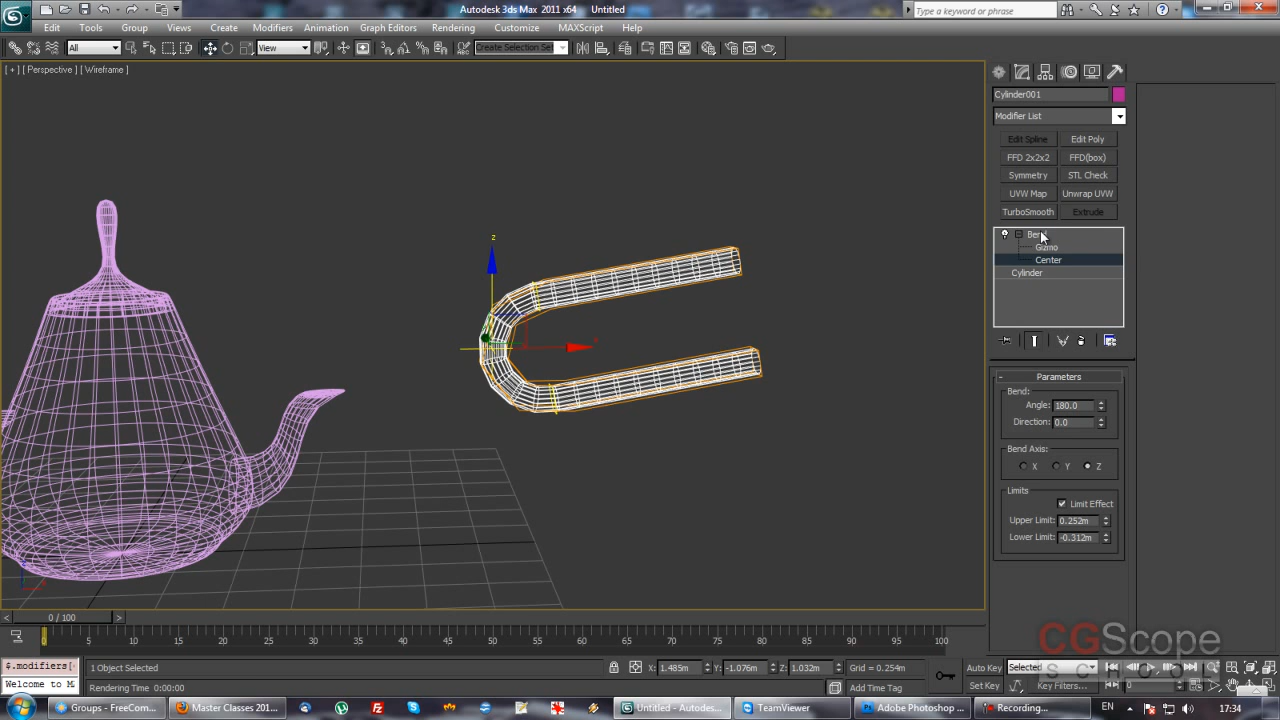 Autodesk 3ds Max 2011 x64 Untitled
Type a keyword or phrase
Edit Tools Group Views Create Modifiers Animation Graph Editors Rendering Customize MAXScript Help
All View Create Selection Set
[ + ] [ Perspective ] [ Wireframe ]
Cylinder001
Modifier List
Edit Spline Edit Poly
FFD 2x2x2 FFD(box)
Symmetry STL Check
UVW Map Unwrap UVW
TurboSmooth Extrude
z
Gizmo
Center
Cylinder
x
- Parameters
Bend:
Angle: 180.0
Direction: 0.0
Bend Axis:
X Y Z
Limits
Limit Effect
Upper Limit: 0.252m
Lower Limit: -0.312m
< 0 / 100 >
0 5 10 15 20 25 30 35 40 45 50 55 60 65 70 75 80 85 90 95 100
CGScope
SCHOOL
$.modifiers[ 1 Object Selected X: 1.485m Y: -1.076m Z: 1.032m Grid = 0.254m Auto Key Selected
Welcome to M Rendering Time 0:00:00 Add Time Tag Set Key Key Filters... 0
Groups - FreeCom... Master Classes 201... Untitled - Autodes... TeamViewer Adobe Photoshop ... Recording... EN 17:34